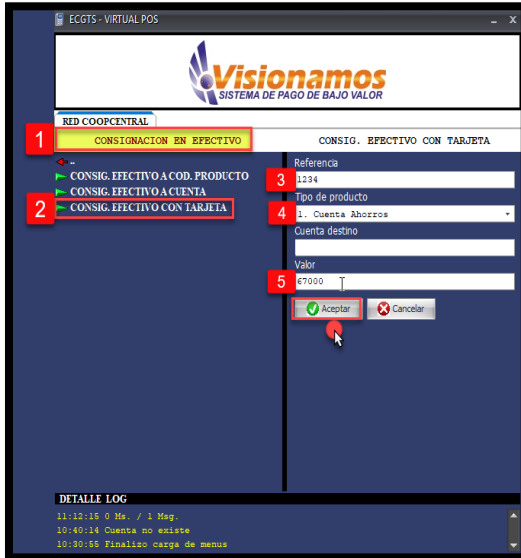 ECGTS - VIRTUAL POS
Visionamos
SISTEMA DE PAGO DE BAJO VALOR
RED COOPCENTRAL
1
CONSIGNACION EN EFECTIVO
CONSIG. EFECTIVO CON TARJETA
..
CONSIG. EFECTIVO A COD. PRODUCTO
CONSIG. EFECTIVO A CUENTA
2
CONSIG. EFECTIVO CON TARJETA
Referencia
3
1234
Tipo de producto
4
1. Cuenta Ahorros
Cuenta destino
Valor
5
67000
Aceptar
Cancelar
DETALLE LOG
11:12:15 0 Ms. / 1 Msg.
10:40:14 Cuenta no existe
10:30:55 Finalizo carga de menus